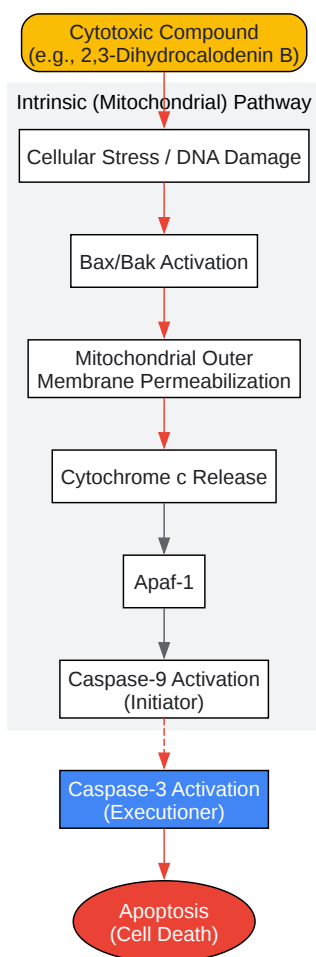 Cytotoxic Compound
(e.g., 2,3-Dihydrocalodenin B)
Intrinsic (Mitochondrial) Pathway
Cellular Stress / DNA Damage
Bax/Bak Activation
Mitochondrial Outer
Membrane Permeabilization
Cytochrome c Release
Apaf-1
Caspase-9 Activation
(Initiator)
Caspase-3 Activation
(Executioner)
Apoptosis
(Cell Death)